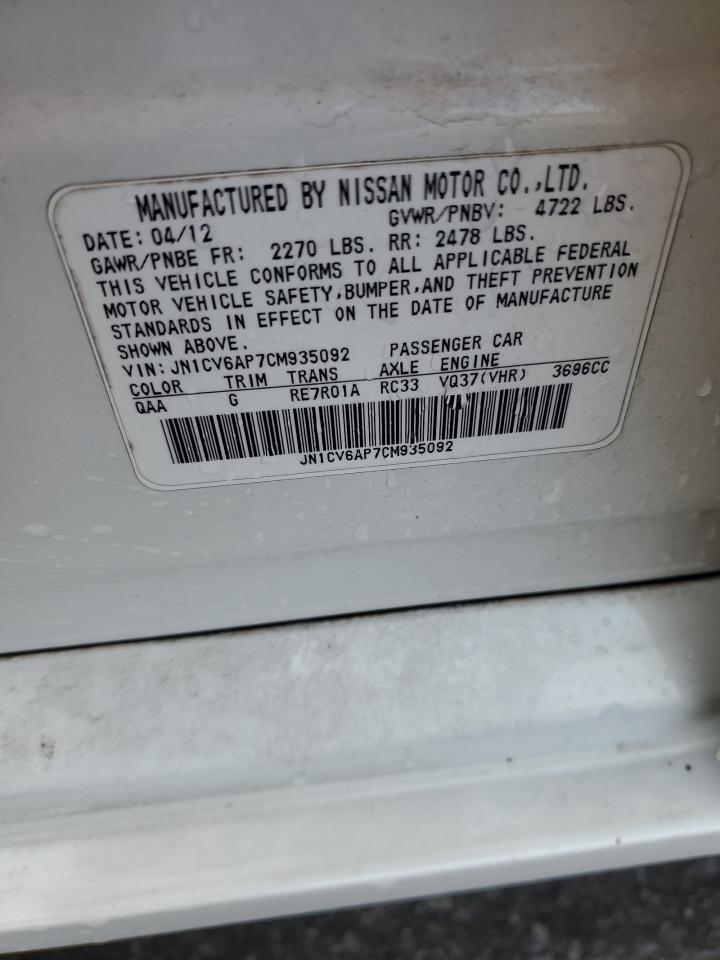 MANUFACTURED BY NISSAN MOTOR CO.,LTD.
DATE: 04/12 GVWR/PNBV: 4722 LBS.
GAWR/PNBE FR: 2270 LBS. RR: 2478 LBS.
THIS VEHICLE CONFORMS TO ALL APPLICABLE FEDERAL
MOTOR VEHICLE SAFETY,BUMPER,AND THEFT PREVENTION
STANDARDS IN EFFECT ON THE DATE OF MANUFACTURE
SHOWN ABOVE.
VIN: JN1CV6AP7CM935092 PASSENGER CAR
COLOR TRIM TRANS AXLE ENGINE
QAA G RE7R01A RC33 VQ37(VHR) 3696CC
JN1CV6AP7CM935092